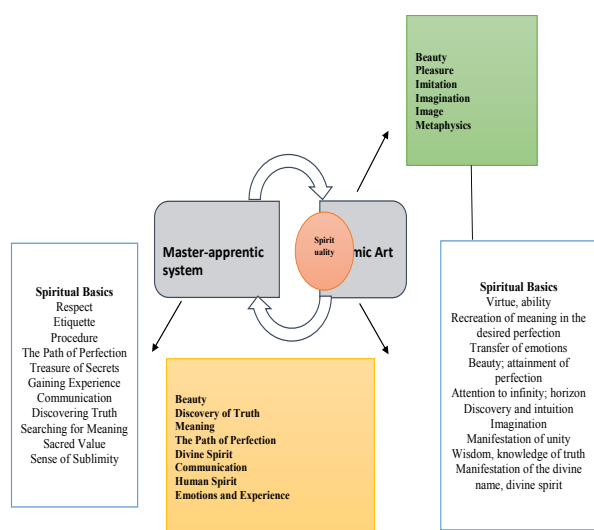 Beauty
Pleasure
Imitation
Imagination
Image
Metaphysics
Master-apprentic
system
Spirit
uality
mic Art
Spiritual Basics
Respect
Etiquette
Procedure
The Path of Perfection
Treasure of Secrets
Gaining Experience
Communication
Discovering Truth
Searching for Meaning
Sacred Value
Sense of Sublimity
Beauty
Discovery of Truth
Meaning
The Path of Perfection
Divine Spirit
Communication
Human Spirit
Emotions and Experience
Spiritual Basics
Virtue, ability
Recreation of meaning in the
desired perfection
Transfer of emotions
Beauty; attainment of
perfection
Attention to infinity; horizon
Discovery and intuition
Imagination
Manifestation of unity
Wisdom, knowledge of truth
Manifestation of the divine
name, divine spirit